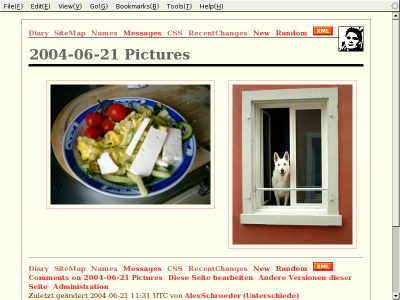 File(F) Edit(E) View(V) Go(G) Bookmarks(B) Tools(T) Help(H)
Diary SiteMap Names Messages CSS RecentChanges New Random XML
2004-06-21 Pictures
Diary SiteMap Names Messages CSS RecentChanges New Random XML
Comments on 2004-06-21 Pictures Diese Seite bearbeiten Andere Versionen dieser
Seite Administration
Zuletzt geändert 2004-06-21 11:31 UTC von AlexSchroeder (Unterschiede)